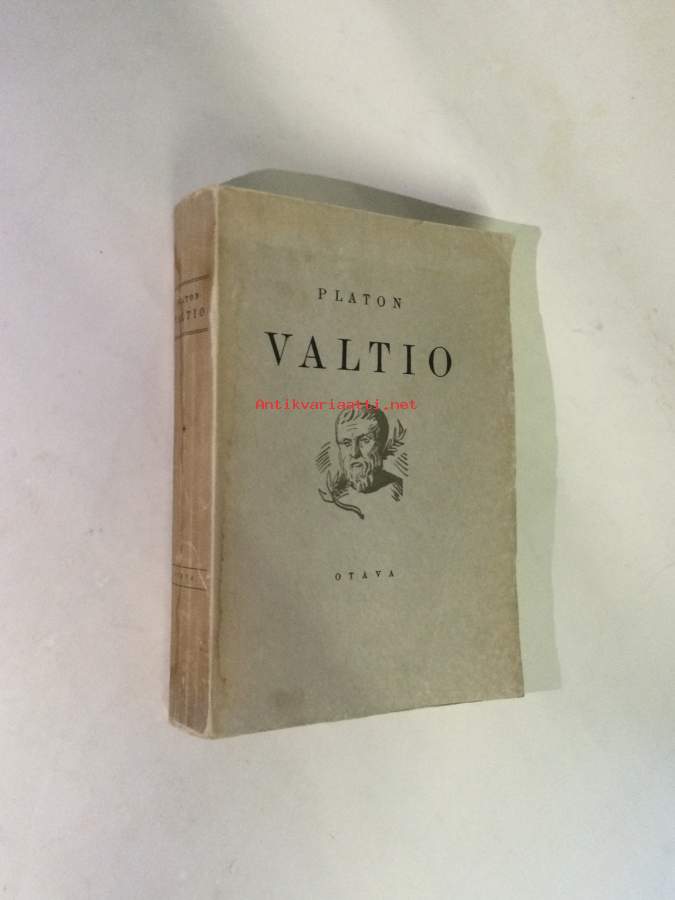 PLATON
VALTIO
Antikvariaatti.net
OTAVA
PLATON
VALTIO